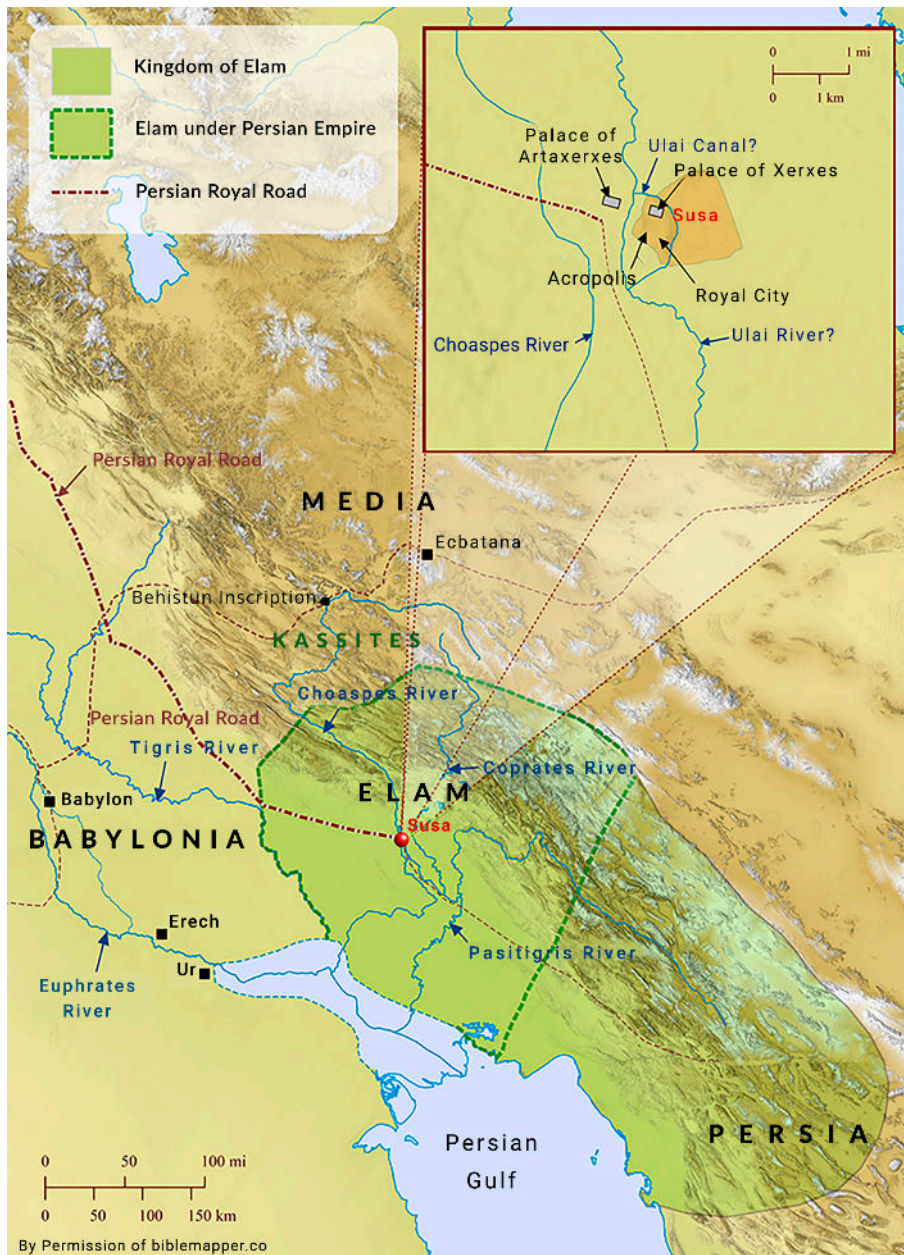 Kingdom of Elam
Elam under Persian Empire
Persian Royal Road
0 1 mi
0 1 km
Palace of
Artaxerxes
Ulai Canal?
Palace of Xerxes
Susa
Acropolis
Royal City
Choaspes River
Ulai River?
Persian Royal Road
MEDIA
Ecbatana
Behistun Inscription
KASSITES
Choaspes River
Persian Royal Road
Tigris River
Coprates River
ELAM
Babylon
Susa
BABYLONIA
Erech
Pasitigris River
Ur
Euphrates
River
PERSIA
Persian
Gulf
0 50 100 mi
0 50 100 150 km
By Permission of biblemapper.co